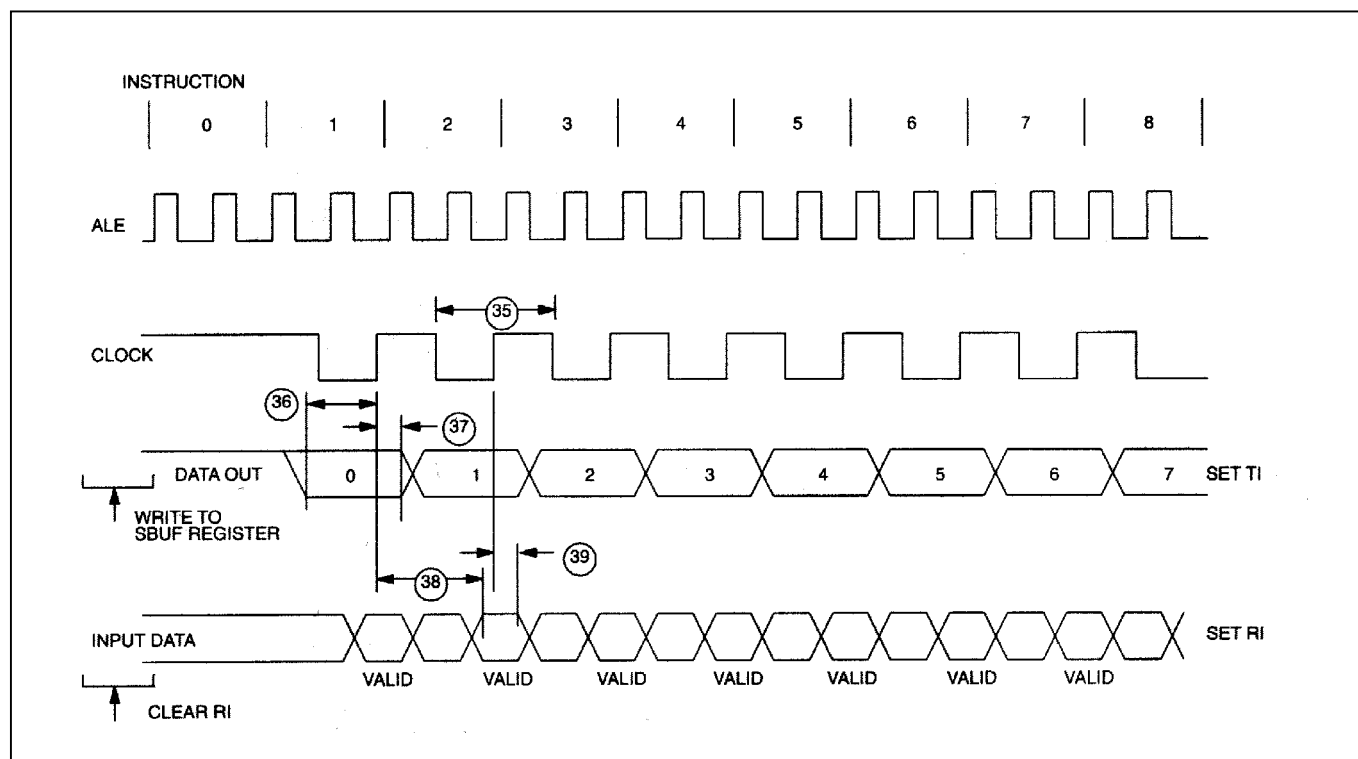 INSTRUCTION
0 1 2 3 4 5 6 7 8
ALE
35
CLOCK
36
37
DATA OUT 0 1 2 3 4 5 6 7 SET TI
WRITE TO
SBUF REGISTER
39
38
INPUT DATA SET RI
VALID VALID VALID VALID VALID VALID VALID
CLEAR RI